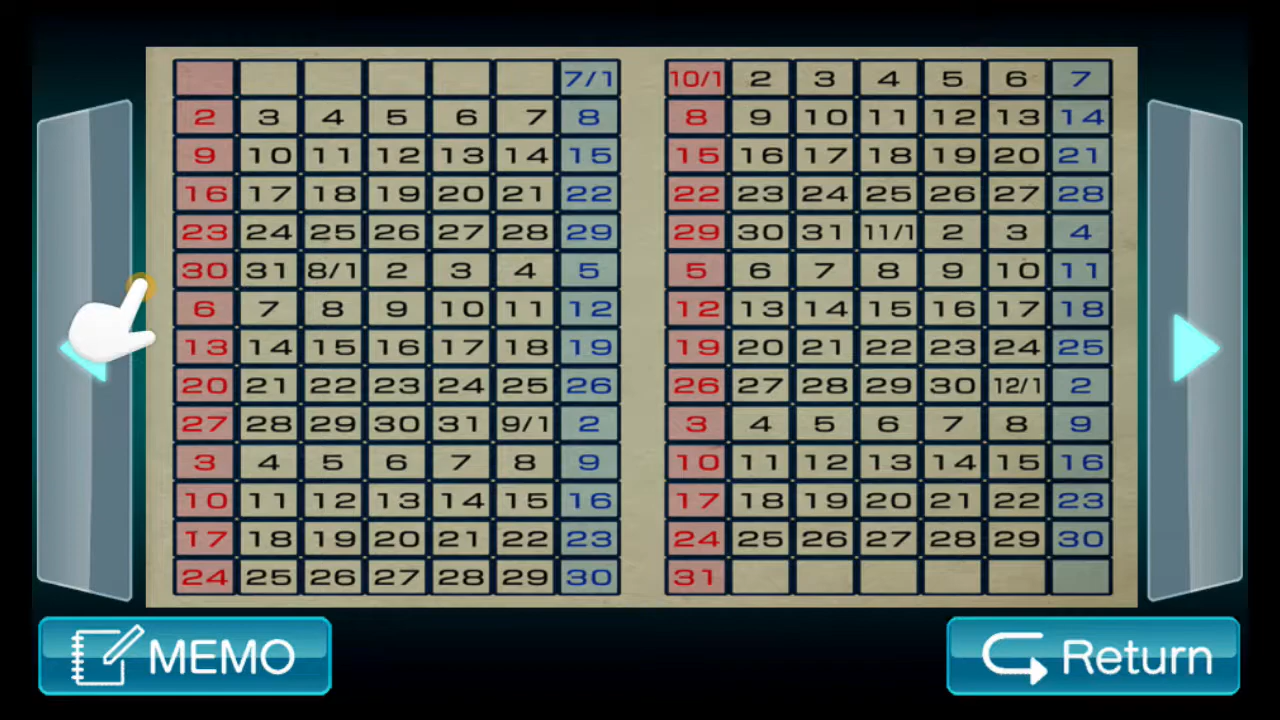 7/1
2 3 4 5 6 7 8
9 10 11 12 13 14 15
16 17 18 19 20 21 22
23 24 25 26 27 28 29
30 31 8/1 2 3 4 5
6 7 8 9 10 11 12
13 14 15 16 17 18 19
20 21 22 23 24 25 26
27 28 29 30 31 9/1 2
3 4 5 6 7 8 9
10 11 12 13 14 15 16
17 18 19 20 21 22 23
24 25 26 27 28 29 30
10/1 2 3 4 5 6 7
8 9 10 11 12 13 14
15 16 17 18 19 20 21
22 23 24 25 26 27 28
29 30 31 11/1 2 3 4
5 6 7 8 9 10 11
12 13 14 15 16 17 18
19 20 21 22 23 24 25
26 27 28 29 30 12/1 2
3 4 5 6 7 8 9
10 11 12 13 14 15 16
17 18 19 20 21 22 23
24 25 26 27 28 29 30
31
MEMO
Return